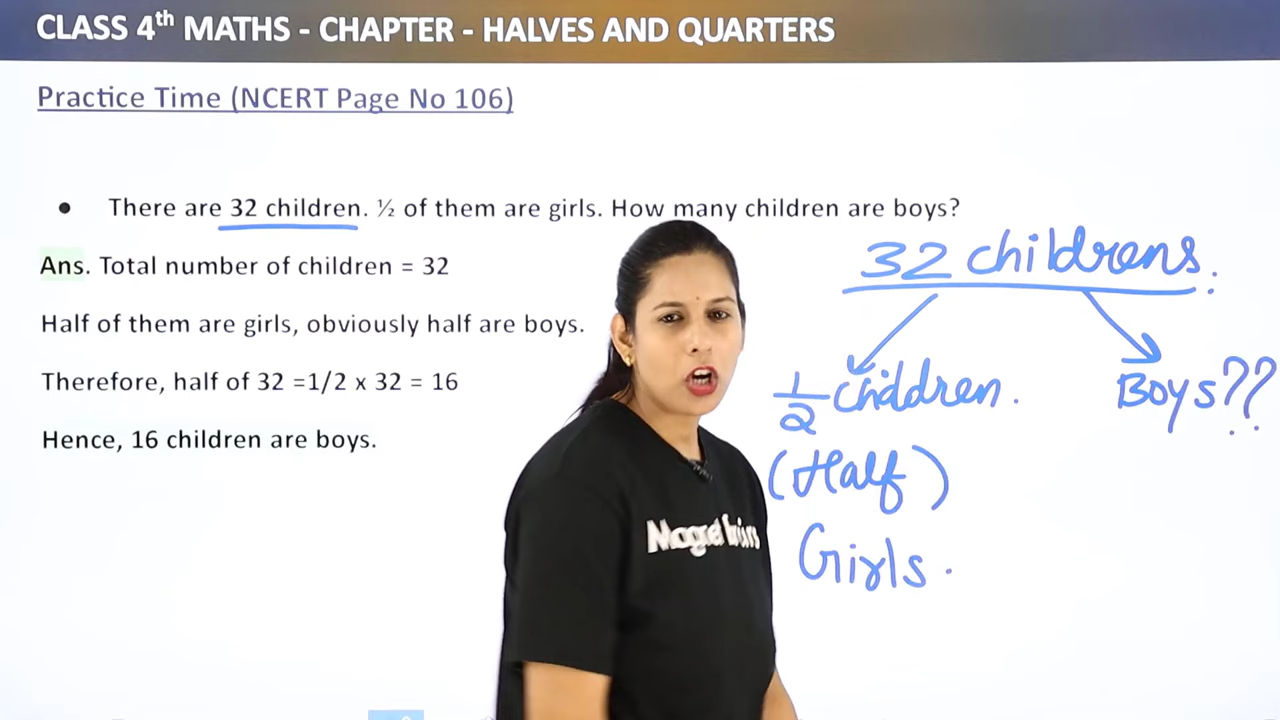 CLASS 4th MATHS - CHAPTER - HALVES AND QUARTERS
Practice Time (NCERT Page No 106)
• There are 32 children. ½ of them are girls. How many children are boys?
Ans. Total number of children = 32
Half of them are girls, obviously half are boys.
Therefore, half of 32 =1/2 x 32 = 16
Hence, 16 children are boys.
32 childrens.
1/2 children.
(Half)
Girls.
Boys??